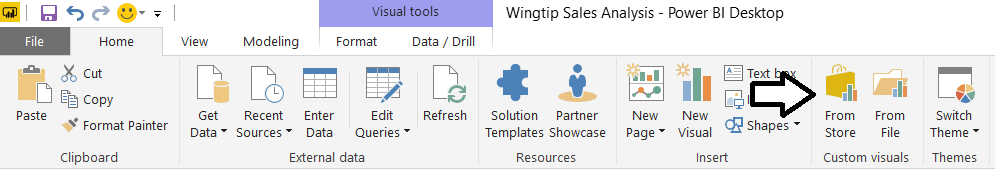 Visual tools
Wingtip Sales Analysis - Power BI Desktop
File Home View Modeling Format Data / Drill
Paste
Cut
Copy
Format Painter
Get
Data
Recent
Sources
Enter
Data
Edit
Queries
Refresh
Solution
Templates
Partner
Showcase
New
Page
New
Visual
Text box
Shapes
From
Store
From
File
Switch
Theme
Clipboard External data Resources Insert Custom visuals Themes